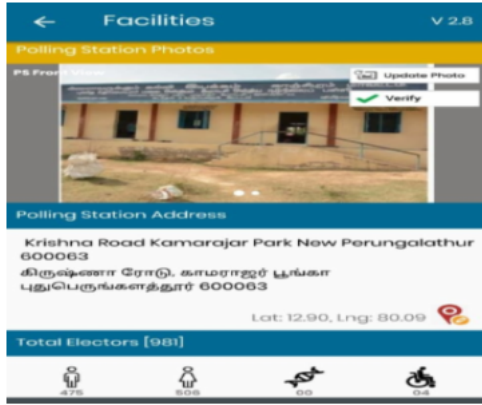 Facilities
V 2.8
Polling Station Photos
PS Front View
Update Photo
Verify
Polling Station Address
Krishna Road Kamarajar Park New Perungalathur
600063
கிருஷ்ணா ரோடு, காமராஜர் பூங்கா
புதுபெருங்களத்தூர் 600063
Lat: 12.90, Lng: 80.09
Total Electors [981]
475
506
00
04